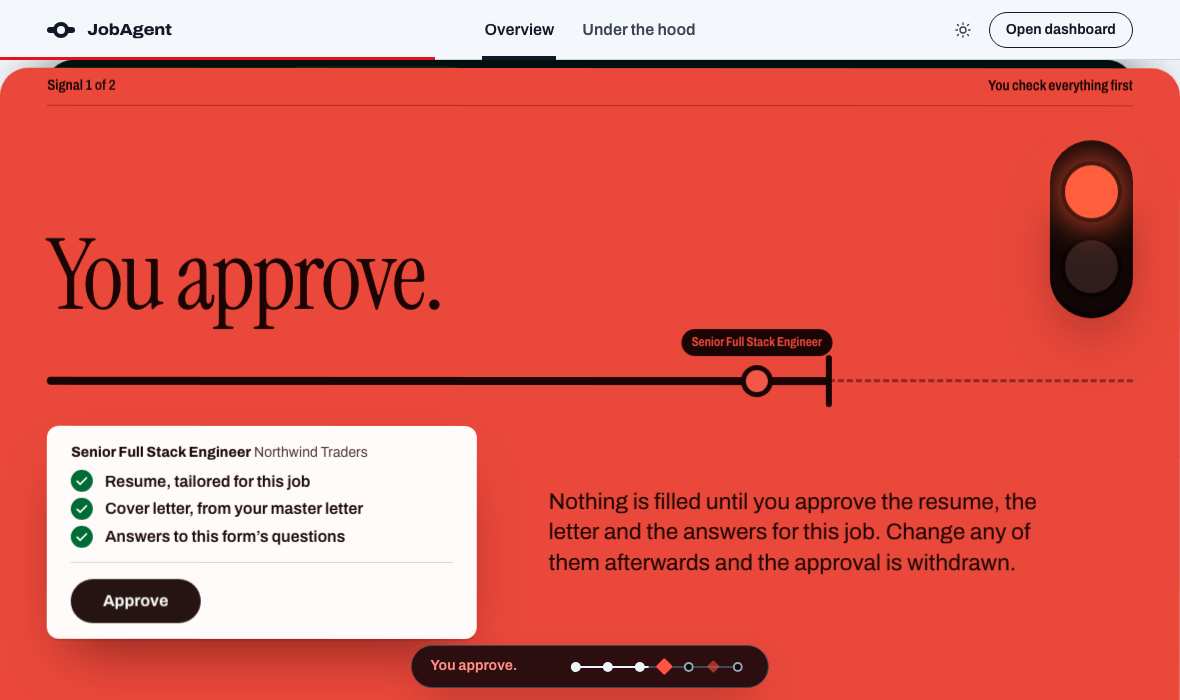 JobAgent
Overview
Under the hood
Open dashboard
Signal 1 of 2
You check everything first
You approve.
Senior Full Stack Engineer
Senior Full Stack Engineer Northwind Traders
Resume, tailored for this job
Cover letter, from your master letter
Answers to this form’s questions
Approve
Nothing is filled until you approve the resume, the
letter and the answers for this job. Change any of
them afterwards and the approval is withdrawn.
You approve.